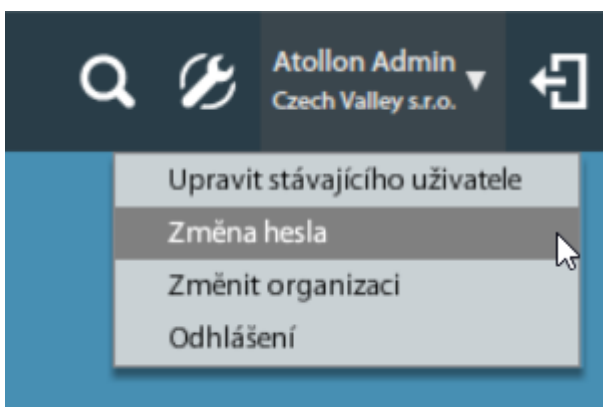 Atollon Admin
Czech Valley s.r.o.
Upravit stávajícího uživatele
Změna hesla
Změnit organizaci
Odhlášení